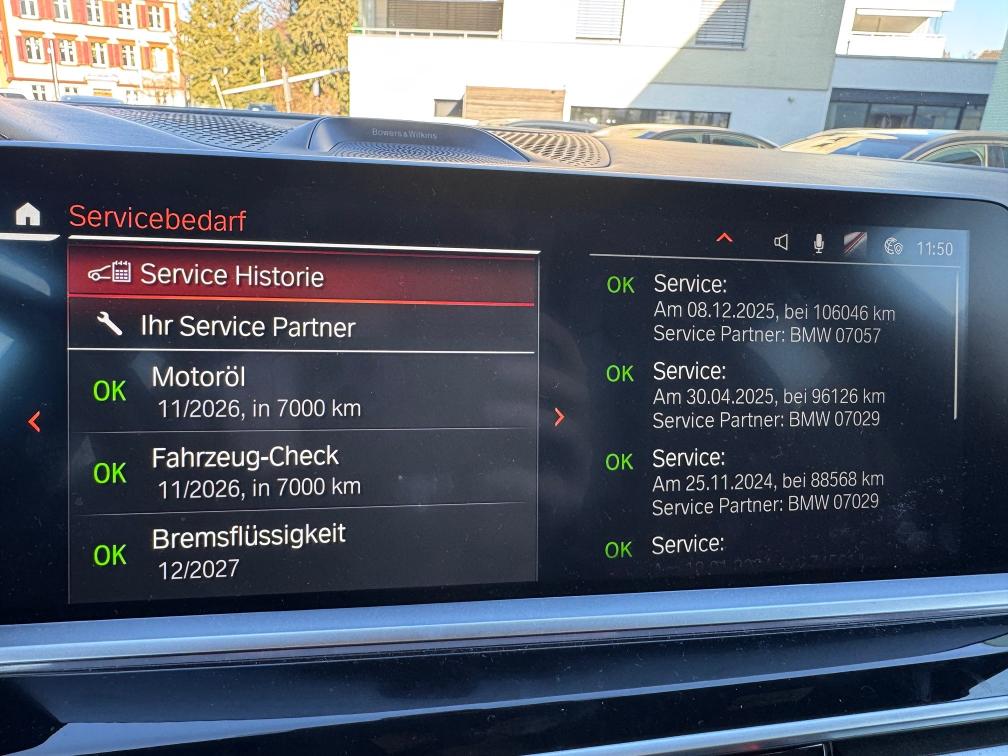 Bowers & Wilkins
Servicebedarf
11:50
Service Historie
Ihr Service Partner
OK
Motoröl
11/2026, in 7000 km
OK
Fahrzeug-Check
11/2026, in 7000 km
OK
Bremsflüssigkeit
12/2027
OK
Service:
Am 08.12.2025, bei 106046 km
Service Partner: BMW 07057
OK
Service:
Am 30.04.2025, bei 96126 km
Service Partner: BMW 07029
OK
Service:
Am 25.11.2024, bei 88568 km
Service Partner: BMW 07029
OK
Service: